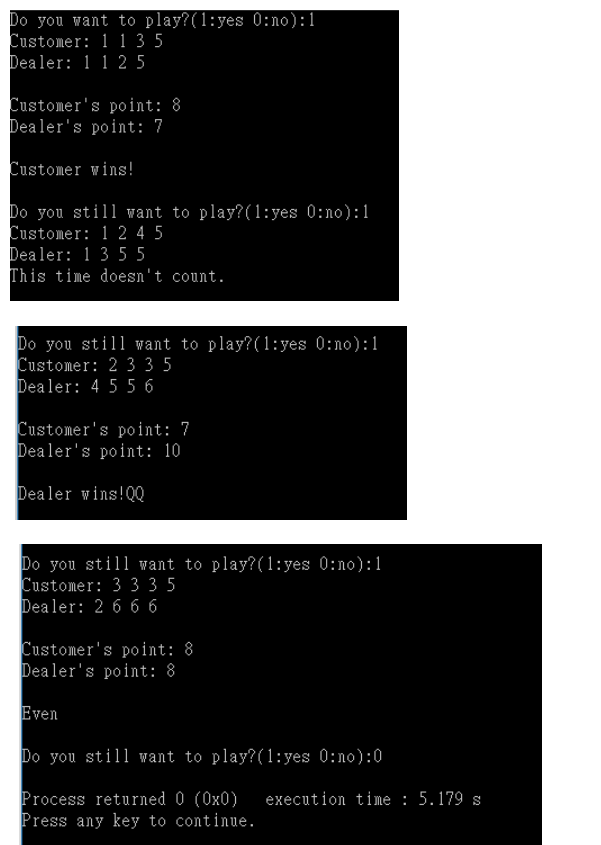 Do you want to play?(1:yes 0:no):1
Customer: 1 1 3 5
Dealer: 1 1 2 5
Customer's point: 8
Dealer's point: 7
Customer wins!
Do you still want to play?(1:yes 0:no):1
Customer: 1 2 4 5
Dealer: 1 3 5 5
This time doesn't count.
Do you still want to play?(1:yes 0:no):1
Customer: 2 3 3 5
Dealer: 4 5 5 6
Customer's point: 7
Dealer's point: 10
Dealer wins!QQ
Do you still want to play?(1:yes 0:no):1
Customer: 3 3 3 5
Dealer: 2 6 6 6
Customer's point: 8
Dealer's point: 8
Even
Do you still want to play?(1:yes 0:no):0
Process returned 0 (0x0)   execution time : 5.179 s
Press any key to continue.